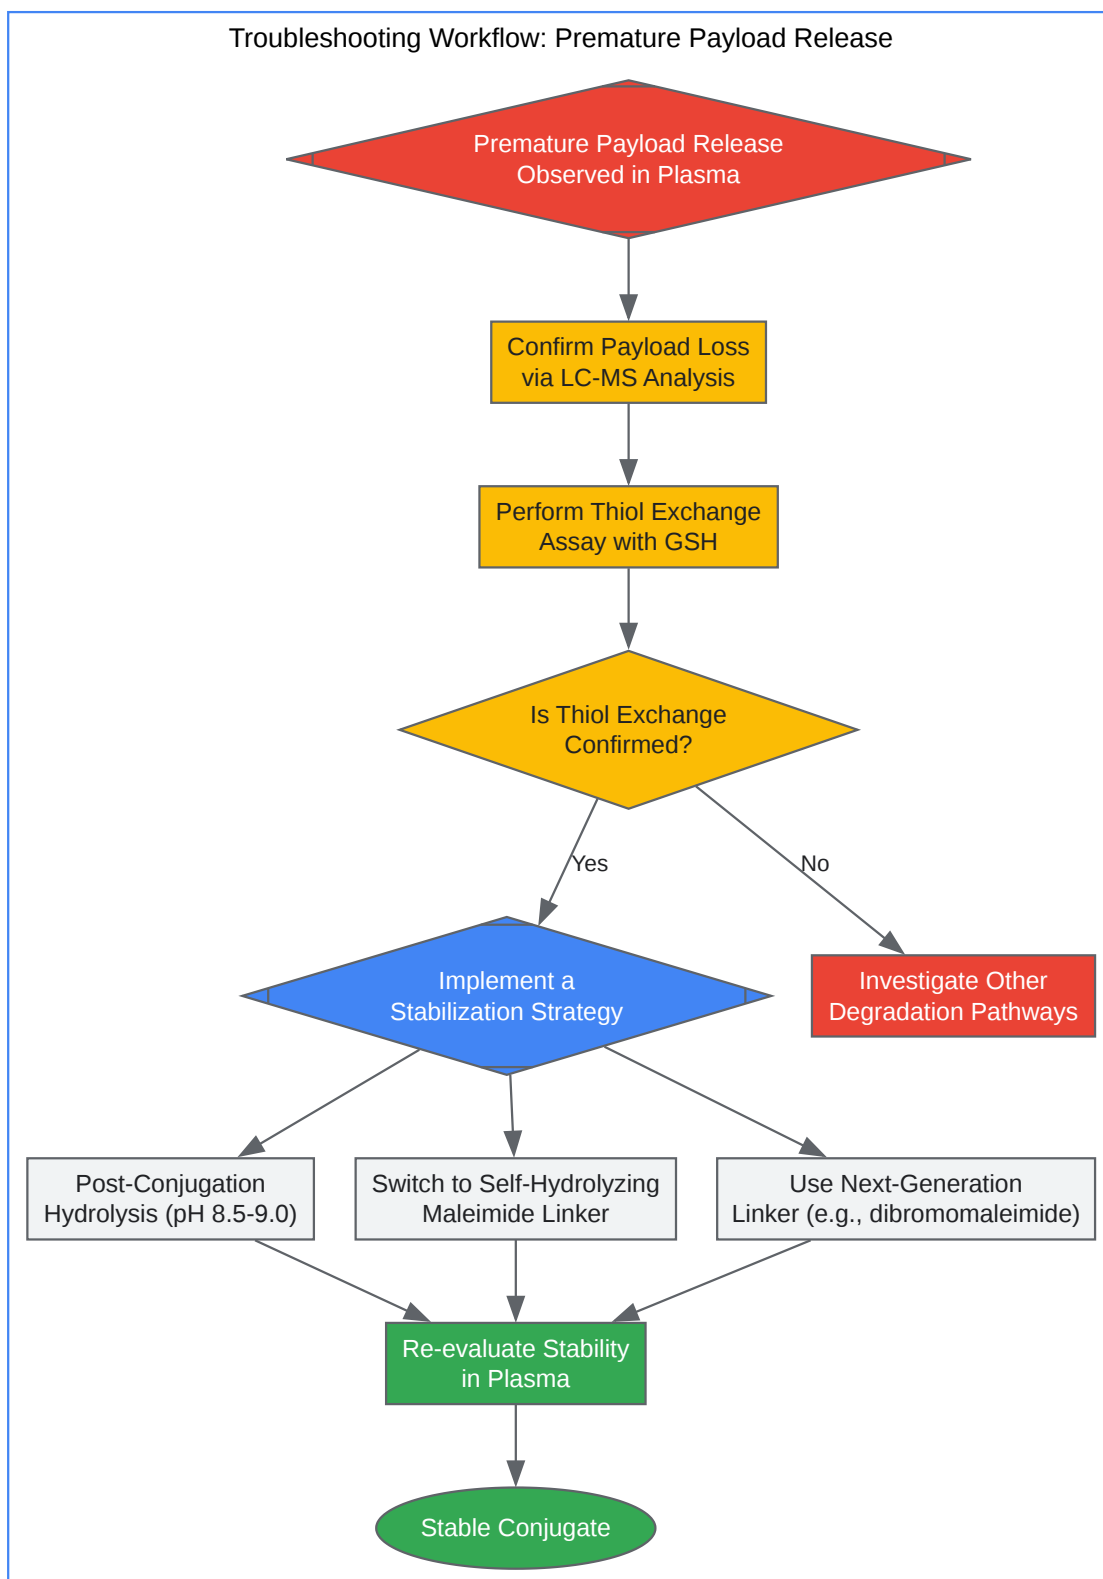 Troubleshooting Workflow: Premature Payload Release
Premature Payload Release
Observed in Plasma
Confirm Payload Loss
via LC-MS Analysis
Perform Thiol Exchange
Assay with GSH
Is Thiol Exchange
Confirmed?
Yes
No
Implement a
Stabilization Strategy
Investigate Other
Degradation Pathways
Post-Conjugation
Hydrolysis (pH 8.5-9.0)
Switch to Self-Hydrolyzing
Maleimide Linker
Use Next-Generation
Linker (e.g., dibromomaleimide)
Re-evaluate Stability
in Plasma
Stable Conjugate